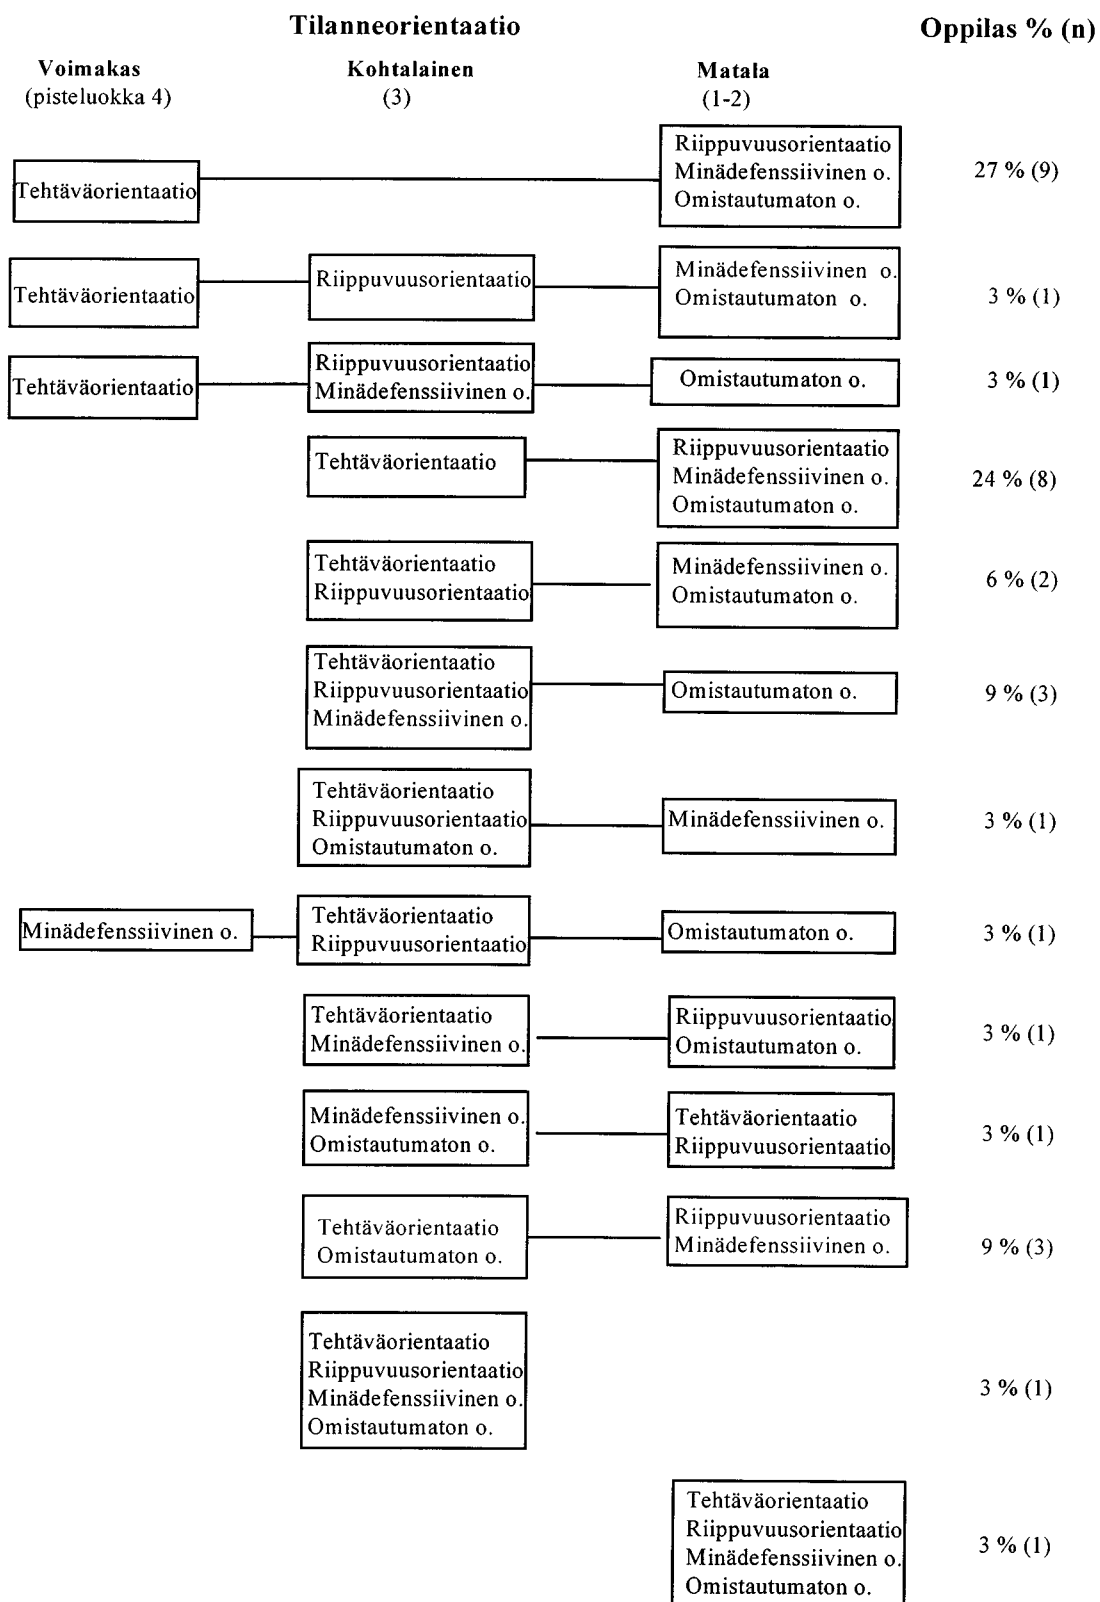 Tilanneorientaatio
Oppilas % (n)
Voimakas
(pisteluokka 4)
Kohtalainen
(3)
Matala
(1-2)
Tehtäväorientaatio
Riippuvuusorientaatio
Minädefenssiivinen o.
Omistautumaton o.
27 % (9)
Tehtäväorientaatio
Riippuvuusorientaatio
Minädefenssiivinen o.
Omistautumaton o.
3 % (1)
Tehtäväorientaatio
Riippuvuusorientaatio
Minädefenssiivinen o.
Omistautumaton o.
3 % (1)
Tehtäväorientaatio
Riippuvuusorientaatio
Minädefenssiivinen o.
Omistautumaton o.
24 % (8)
Tehtäväorientaatio
Riippuvuusorientaatio
Minädefenssiivinen o.
Omistautumaton o.
6 % (2)
Tehtäväorientaatio
Riippuvuusorientaatio
Minädefenssiivinen o.
Omistautumaton o.
9 % (3)
Tehtäväorientaatio
Riippuvuusorientaatio
Omistautumaton o.
Minädefenssiivinen o.
3 % (1)
Minädefenssiivinen o.
Tehtäväorientaatio
Riippuvuusorientaatio
Omistautumaton o.
3 % (1)
Tehtäväorientaatio
Minädefenssiivinen o.
Riippuvuusorientaatio
Omistautumaton o.
3 % (1)
Minädefenssiivinen o.
Omistautumaton o.
Tehtäväorientaatio
Riippuvuusorientaatio
3 % (1)
Tehtäväorientaatio
Omistautumaton o.
Riippuvuusorientaatio
Minädefenssiivinen o.
9 % (3)
Tehtäväorientaatio
Riippuvuusorientaatio
Minädefenssiivinen o.
Omistautumaton o.
3 % (1)
Tehtäväorientaatio
Riippuvuusorientaatio
Minädefenssiivinen o.
Omistautumaton o.
3 % (1)